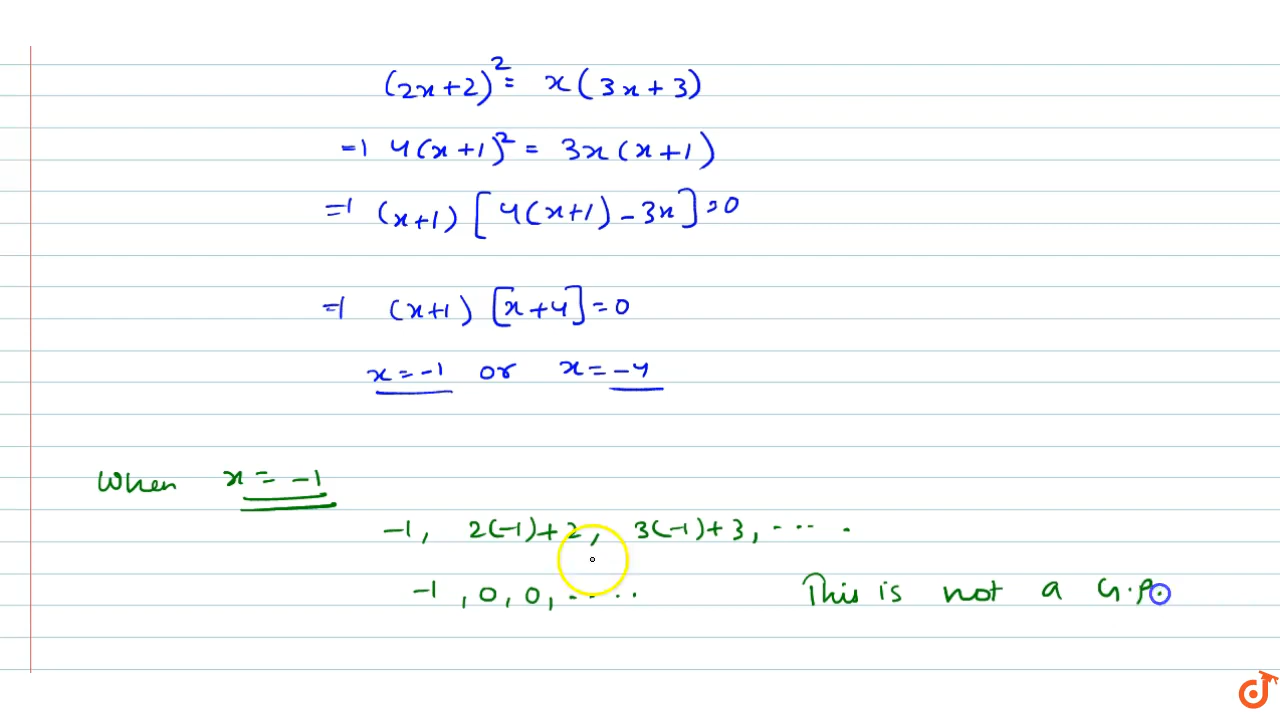 (2x+2)² = x(3x+3)
⇒ 4(x+1)² = 3x(x+1)
⇒ (x+1) [4(x+1) - 3x] = 0
⇒ (x+1) [x+4] = 0
x = -1 or x = -4
When x = -1
-1, 2(-1)+2, 3(-1)+3, .... .
-1, 0, 0, .....
This is not a G.P.